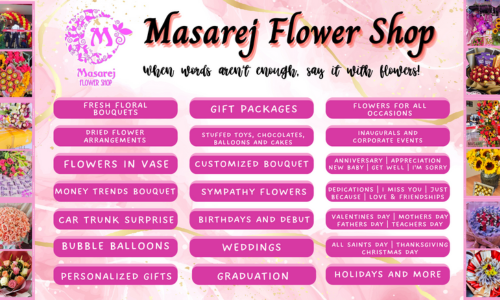 Masarej Flower Shop
M
Masarej
FLOWER SHOP
When words aren't enough, say it with flowers!
FRESH FLORAL
BOUQUETS
GIFT PACKAGES
FLOWERS FOR ALL
OCCASIONS
DRIED FLOWER
ARRANGEMENTS
STUFFED TOYS, CHOCOLATES,
BALLOONS AND CAKES
INAUGURALS AND
CORPORATE EVENTS
FLOWERS IN VASE
CUSTOMIZED BOUQUET
ANNIVERSARY | APPRECIATION
NEW BABY | GET WELL | I'M SORRY
MONEY TRENDS BOUQUET
SYMPATHY FLOWERS
DEDICATIONS | I MISS YOU | JUST
BECAUSE | LOVE & FRIENDSHIPS
CAR TRUNK SURPRISE
BIRTHDAYS AND DEBUT
VALENTINES DAY | MOTHERS DAY
FATHERS DAY | TEACHERS DAY
BUBBLE BALLOONS
WEDDINGS
ALL SAINTS DAY | THANKSGIVING
CHRISTMAS DAY
PERSONALIZED GIFTS
GRADUATION
HOLIDAYS AND MORE